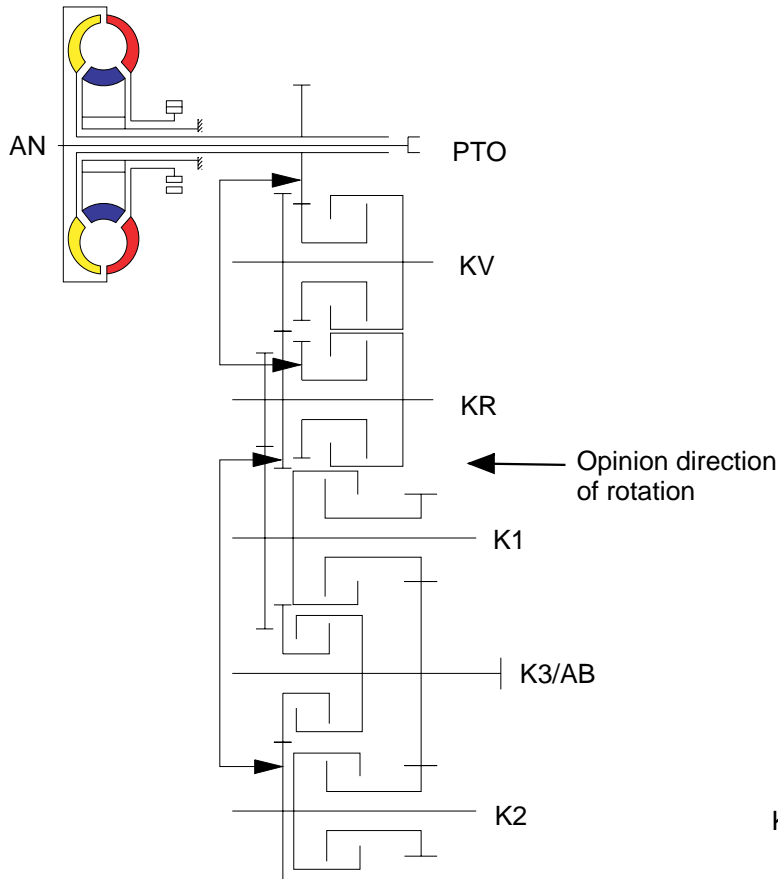 AN
PTO
KV
KR
Opinion direction
of rotation
K1
K3/AB
K2
K